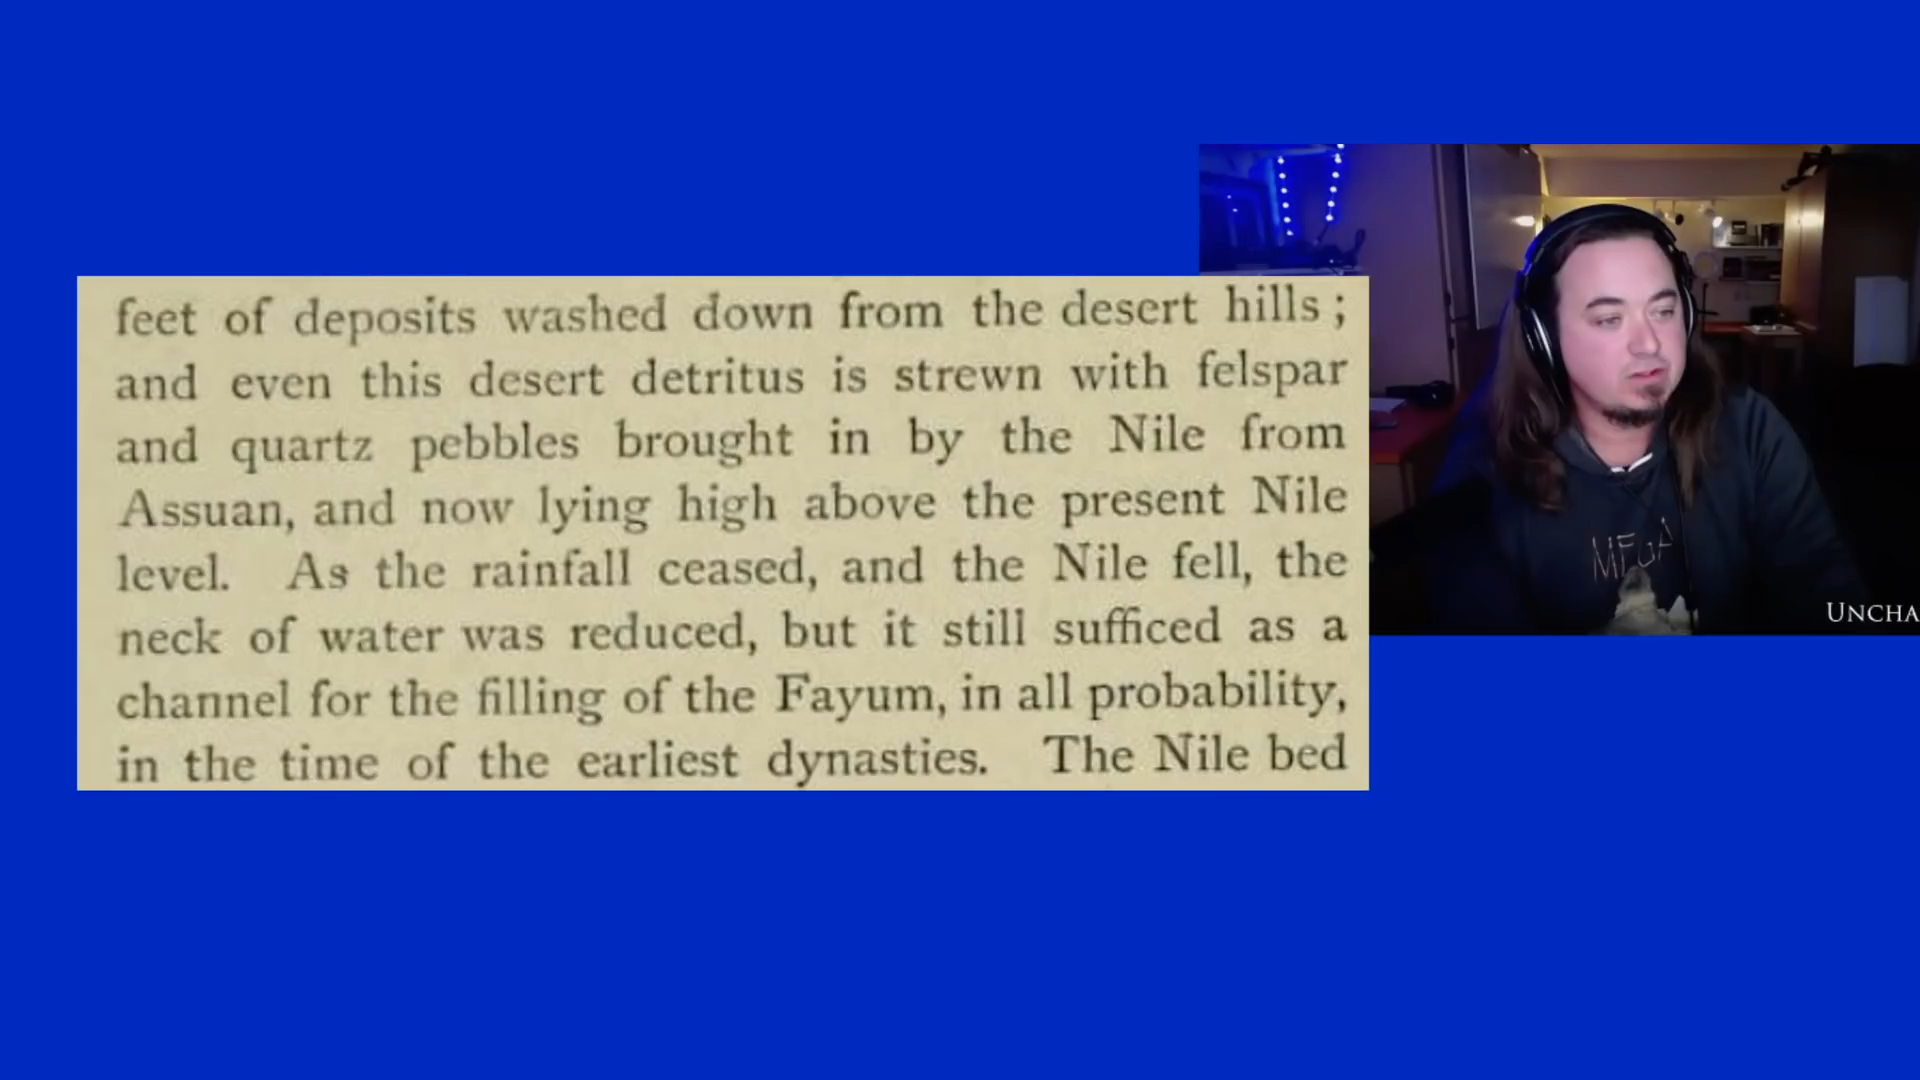 feet of deposits washed down from the desert hills ;
and even this desert detritus is strewn with felspar
and quartz pebbles brought in by the Nile from
Assuan, and now lying high above the present Nile
level. As the rainfall ceased, and the Nile fell, the
neck of water was reduced, but it still sufficed as a
channel for the filling of the Fayum, in all probability,
in the time of the earliest dynasties. The Nile bed
MEGA
UNCHA